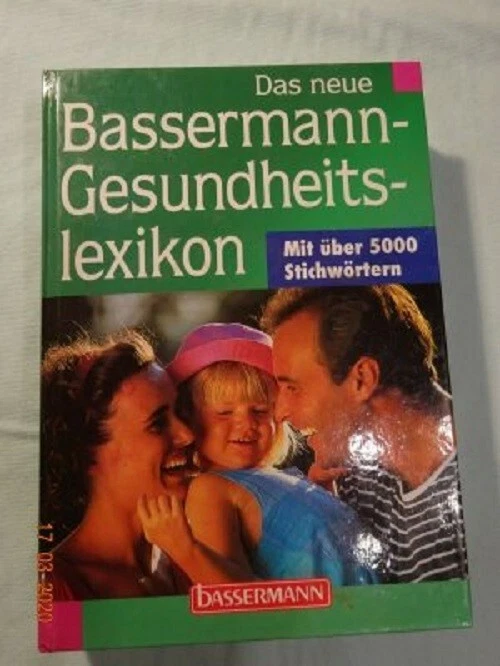 Das neue
Bassermann-
Gesundheits-
lexikon
Mit über 5000
Stichwörtern
bassermann
17-03-2020